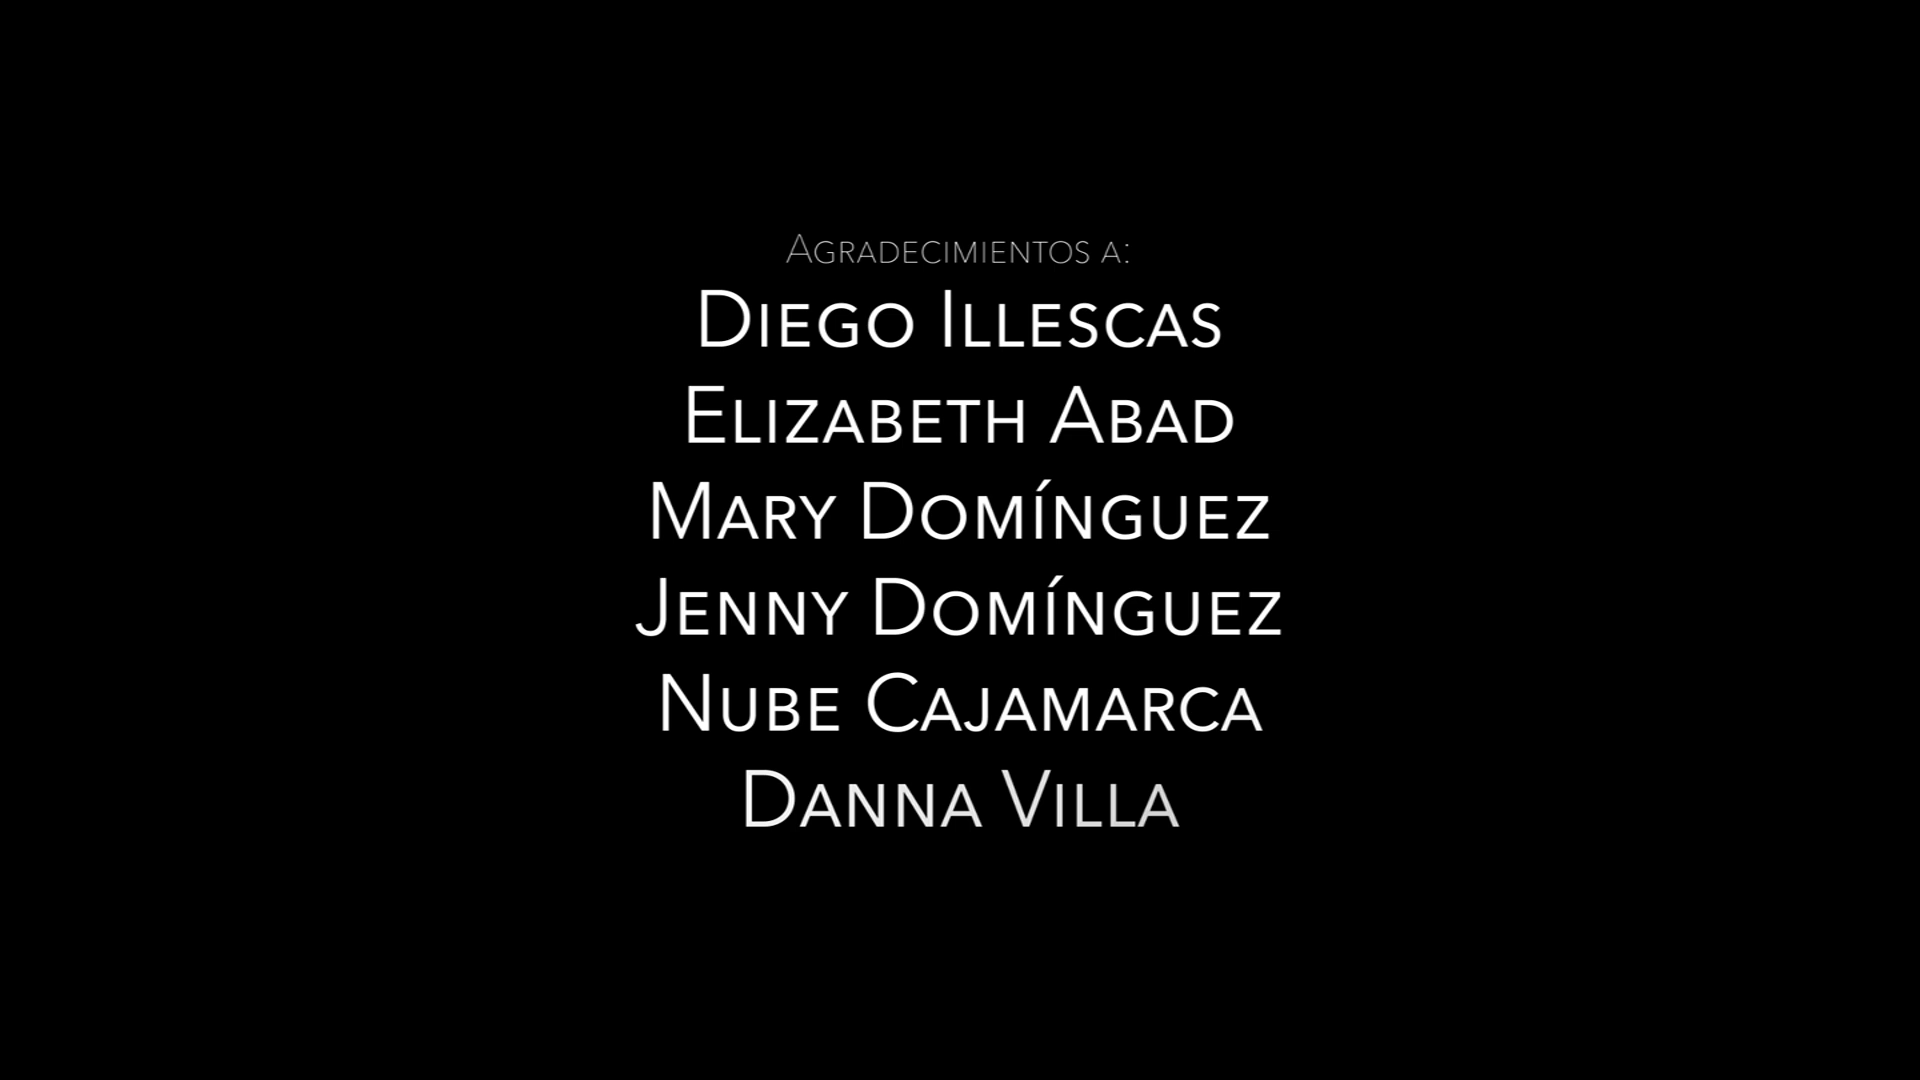 Agradecimientos a:
Diego Illescas
Elizabeth Abad
Mary Domínguez
Jenny Domínguez
Nube Cajamarca
Danna Villa